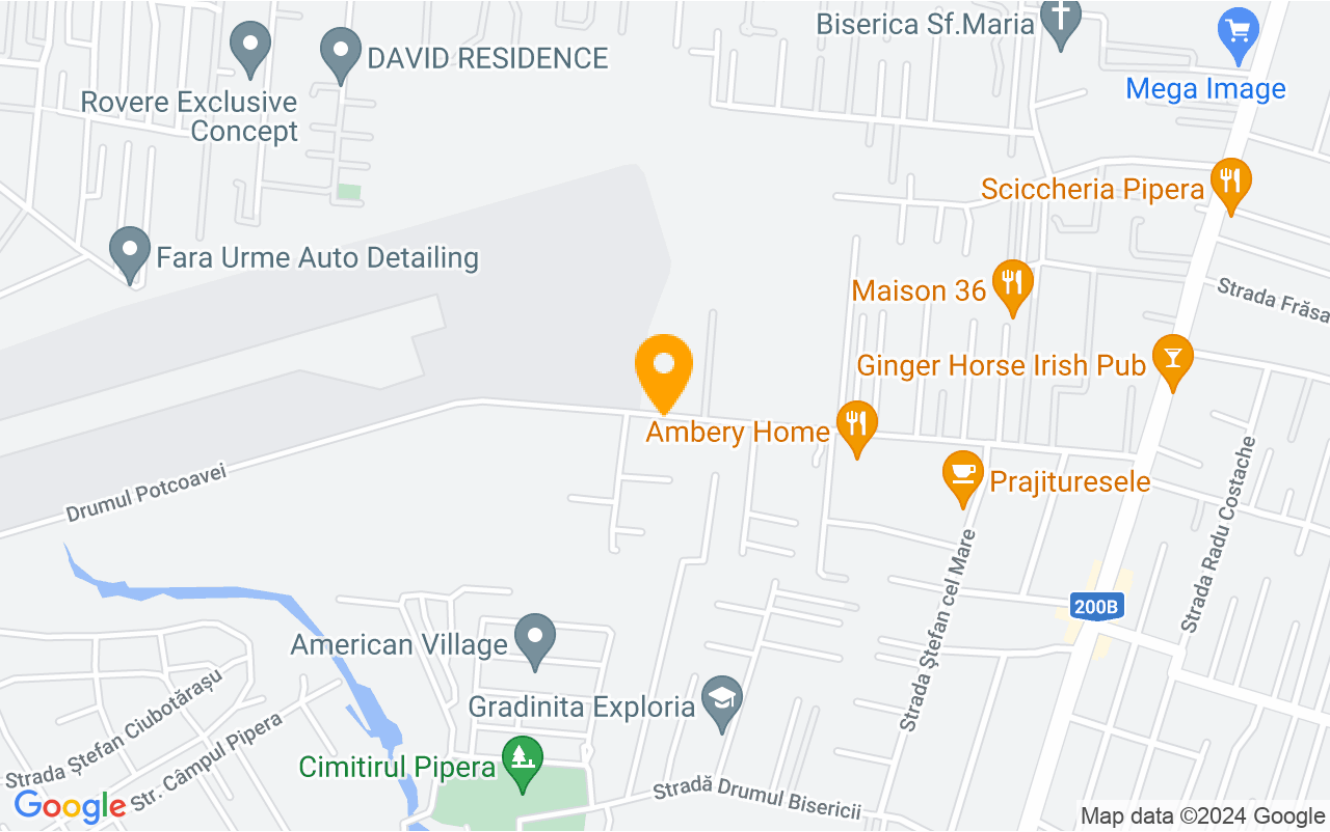 Biserica Sf.Maria
DAVID RESIDENCE
Mega Image
Rovere Exclusive
Concept
Sciccheria Pipera
Fara Urme Auto Detailing
Maison 36
Strada Frăsa
Ginger Horse Irish Pub
Ambery Home
Drumul Potcoavei
Prajituresele
Strada Radu Costache
Strada Ștefan cel Mare
200B
American Village
Gradinita Exploria
Strada Ștefan Ciubotărașu
Str. Câmpul Pipera
Cimitirul Pipera
Stradă Drumul Bisericii
Google
Map data ©2024 Google